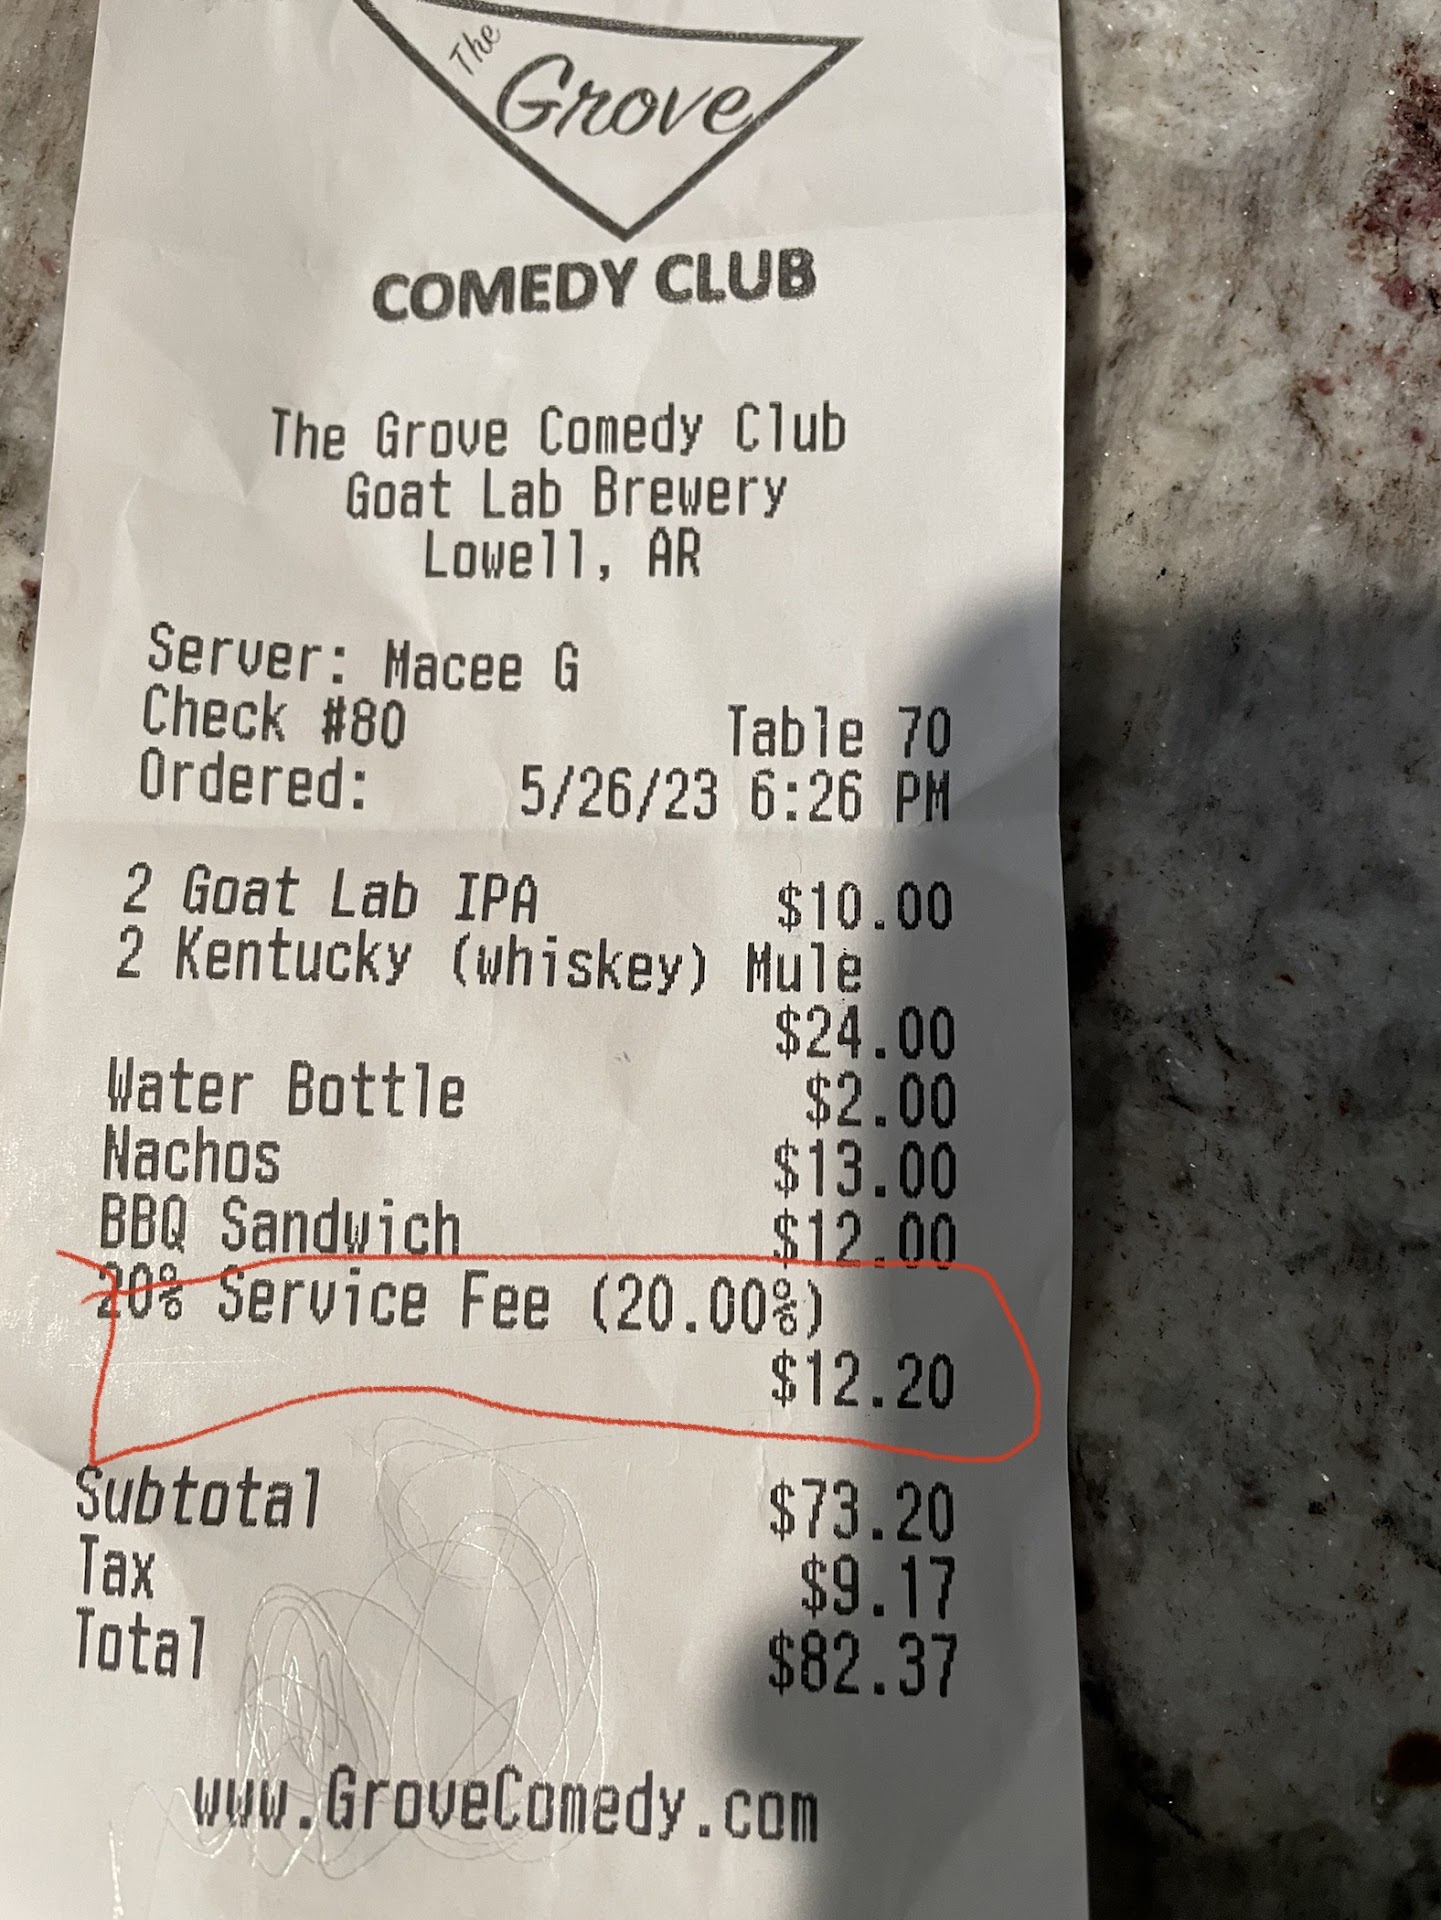 The
Grove
COMEDY CLUB
The Grove Comedy Club
Goat Lab Brewery
Lowell, AR
Server: Macee G
Check #80 Table 70
Ordered: 5/26/23 6:26 PM
2 Goat Lab IPA $10.00
2 Kentucky (whiskey) Mule
$24.00
Water Bottle $2.00
Nachos $13.00
BBQ Sandwich $12.00
20% Service Fee (20.00%)
$12.20
Subtotal $73.20
Tax $9.17
Total $82.37
www.GroveComedy.com